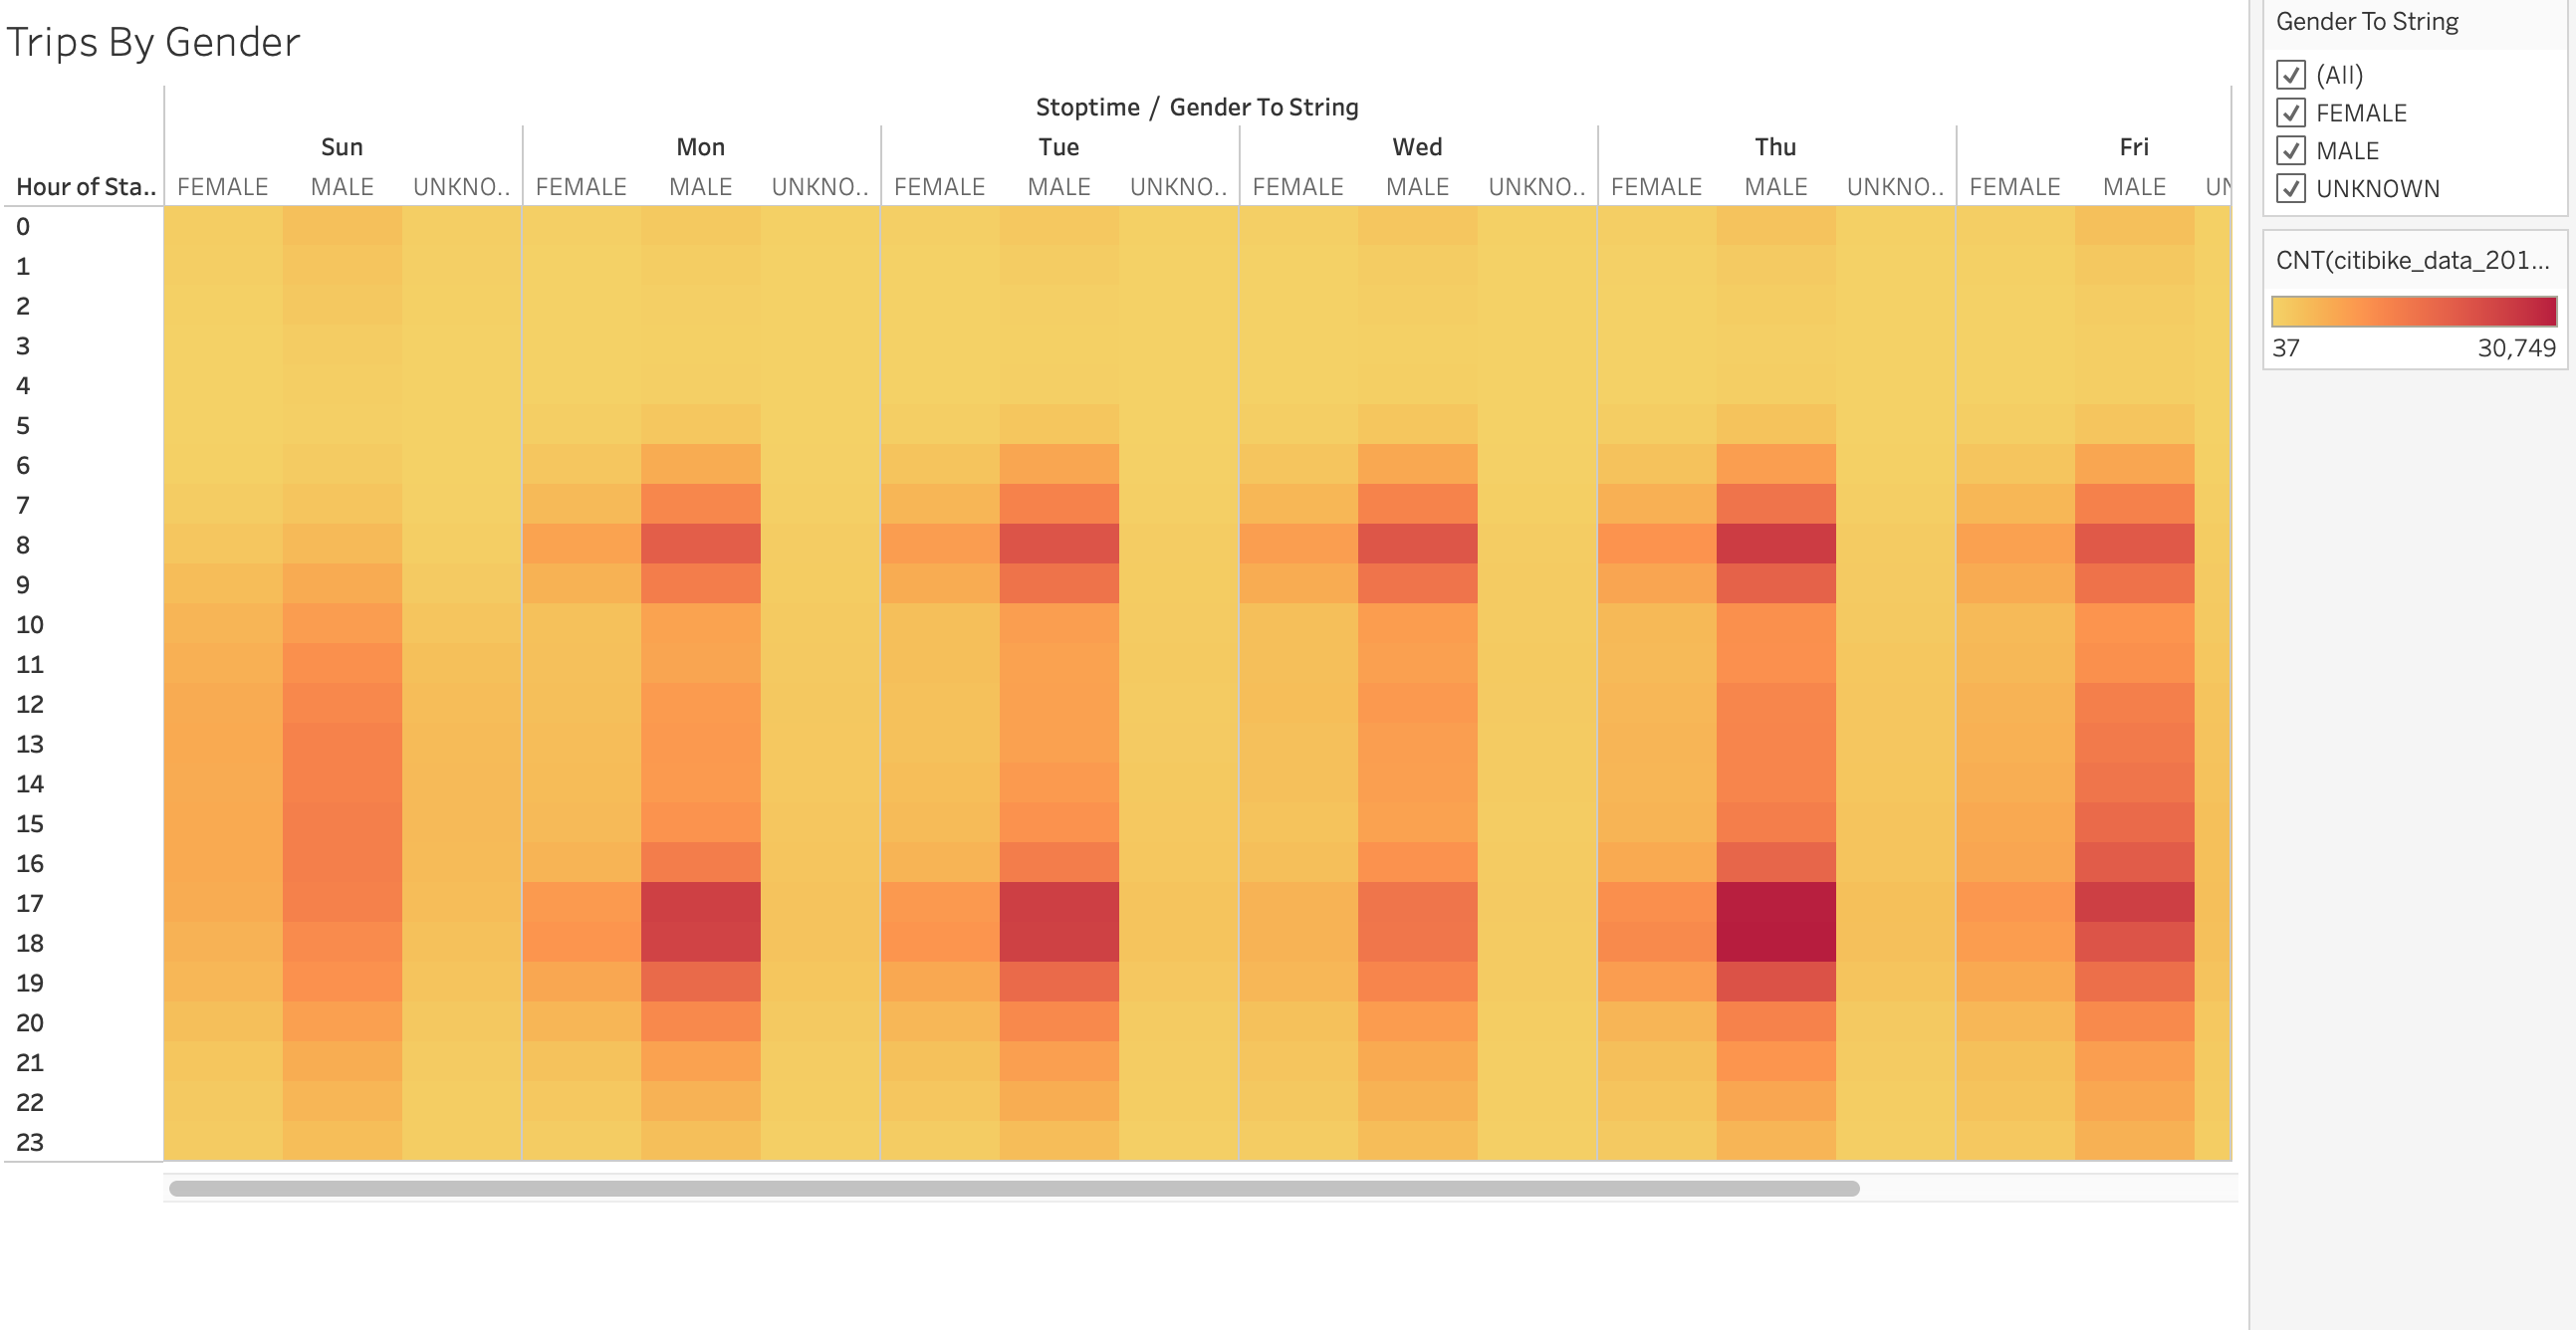 Trips By Gender
Stoptime / Gender To String
Sun Mon Tue Wed Thu Fri
Hour of Sta.. FEMALE MALE UNKNO.. FEMALE MALE UNKNO.. FEMALE MALE UNKNO.. FEMALE MALE UNKNO.. FEMALE MALE UNKNO.. FEMALE MALE UN
0
1
2
3
4
5
6
7
8
9
10
11
12
13
14
15
16
17
18
19
20
21
22
23
Gender To String
(All)
FEMALE
MALE
UNKNOWN
CNT(citibike_data_201...
37 30,749